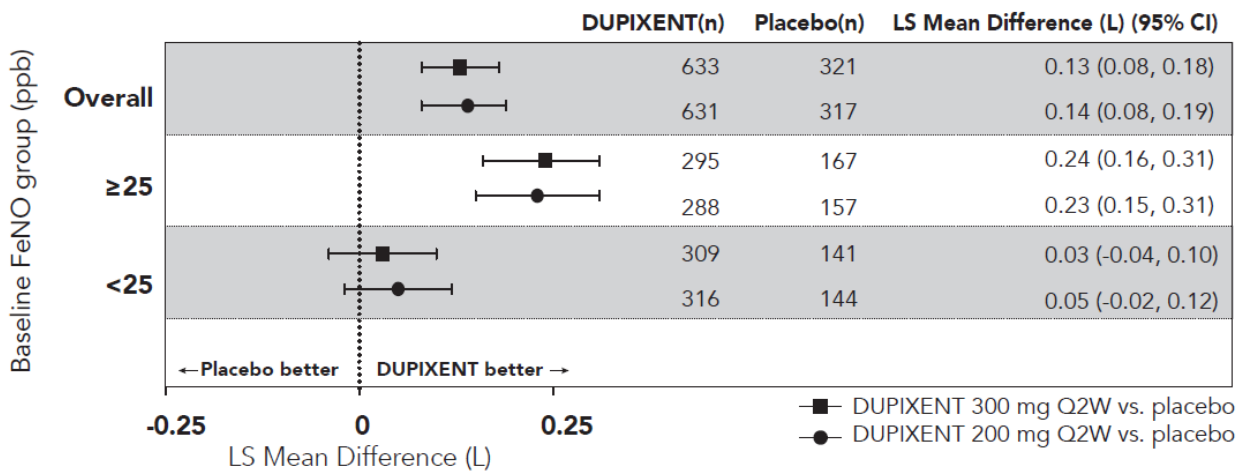 DUPIXENT(n) Placebo(n) LS Mean Difference (L) (95% CI)
Baseline FeNO group (ppb)
Overall
633 321 0.13 (0.08, 0.18)
631 317 0.14 (0.08, 0.19)
≥25
295 167 0.24 (0.16, 0.31)
288 157 0.23 (0.15, 0.31)
<25
309 141 0.03 (-0.04, 0.10)
316 144 0.05 (-0.02, 0.12)
←Placebo better DUPIXENT better →
-0.25 0 0.25
LS Mean Difference (L)
DUPIXENT 300 mg Q2W vs. placebo
DUPIXENT 200 mg Q2W vs. placebo